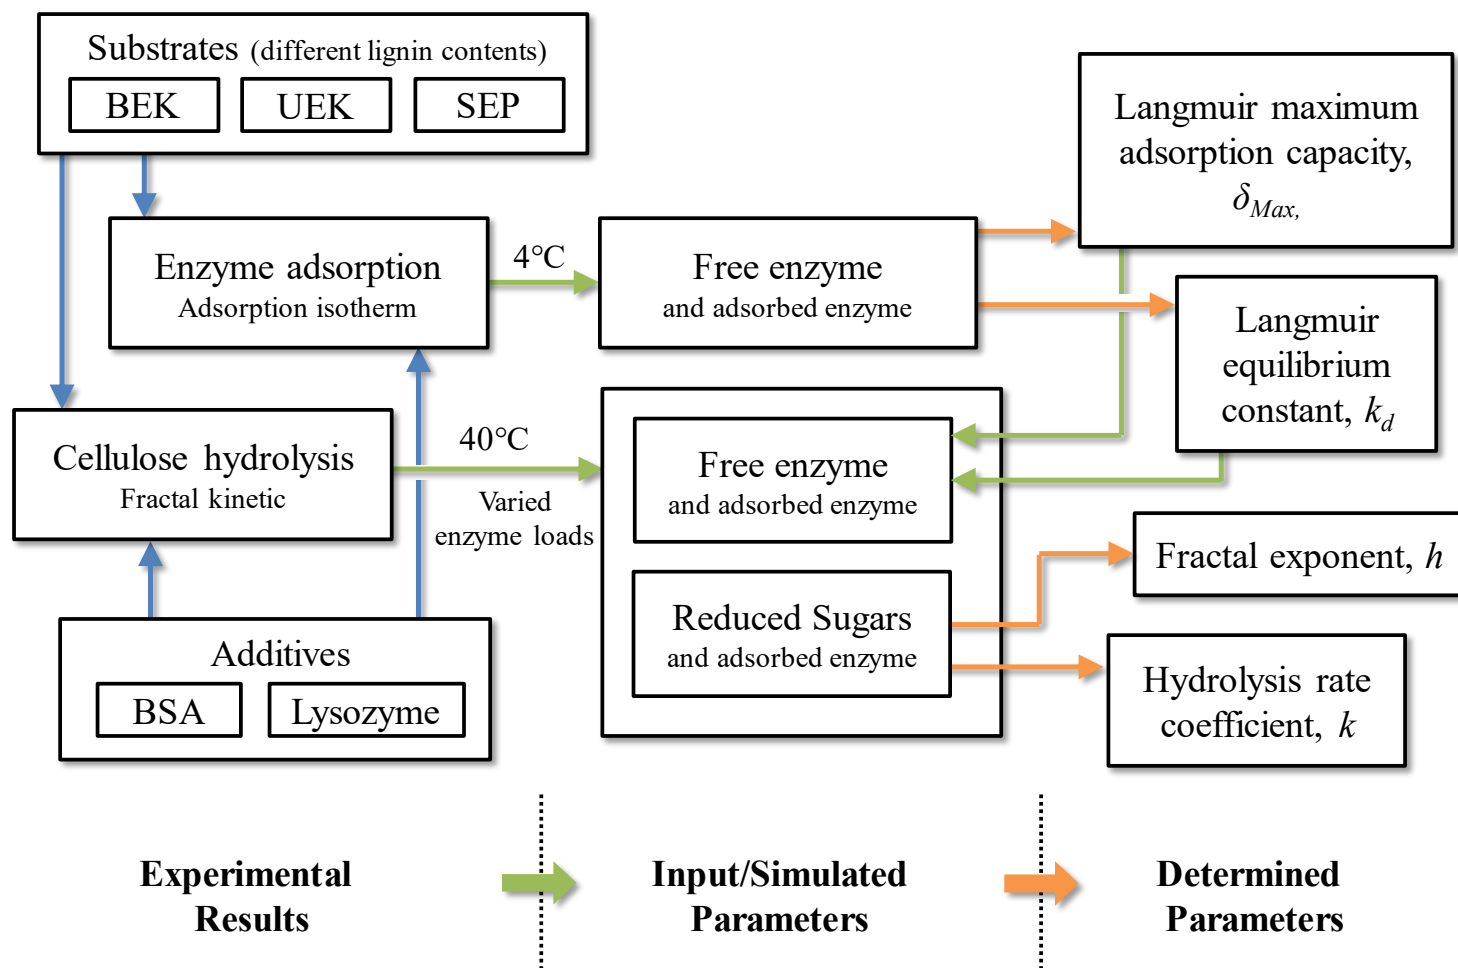 Substrates (different lignin contents)
BEK
UEK
SEP
Enzyme adsorption
Adsorption isotherm
4°C
Free enzyme
and adsorbed enzyme
Langmuir maximum
adsorption capacity,
δMax,
Langmuir
equilibrium
constant, kd
Cellulose hydrolysis
Fractal kinetic
40°C
Varied
enzyme loads
Free enzyme
and adsorbed enzyme
Reduced Sugars
and adsorbed enzyme
Fractal exponent, h
Hydrolysis rate
coefficient, k
Additives
BSA
Lysozyme
Experimental
Results
Input/Simulated
Parameters
Determined
Parameters